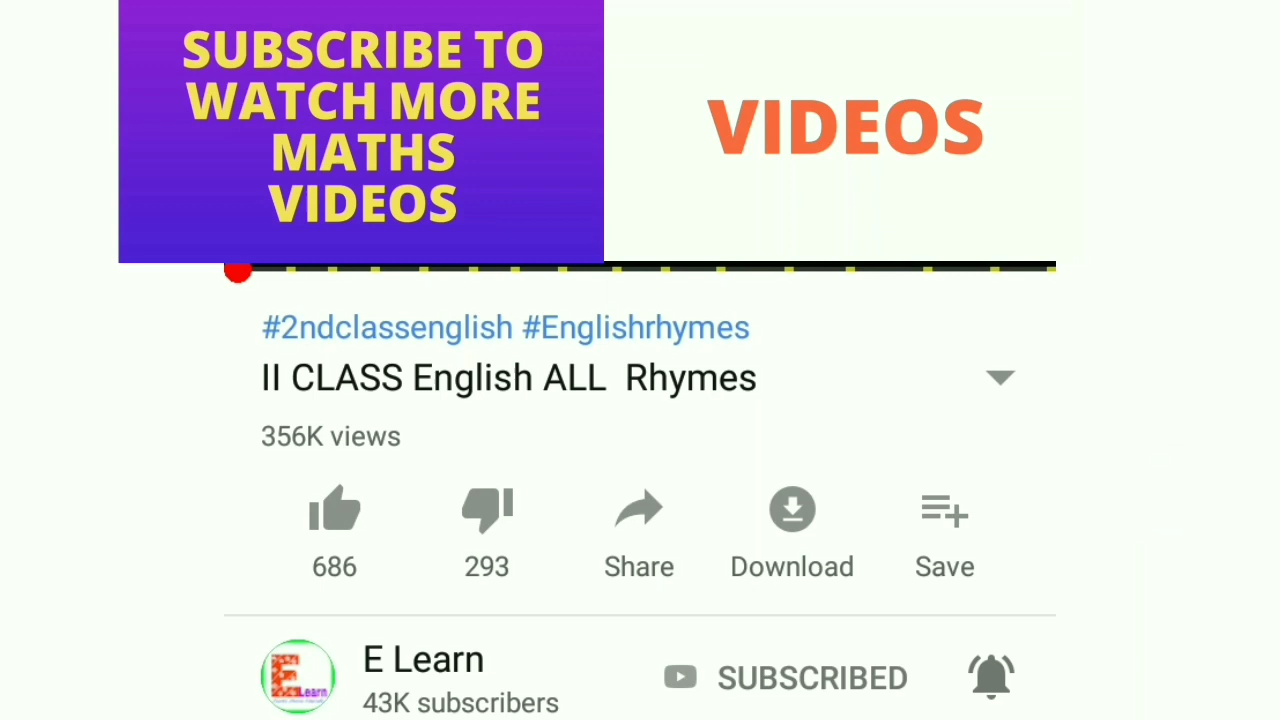 SUBSCRIBE TO
WATCH MORE
MATHS
VIDEOS
VIDEOS
#2ndclassenglish #Englishrhymes
II CLASS English ALL Rhymes
356K views
686
293
Share
Download
Save
E Learn
E Learn
43K subscribers
SUBSCRIBED